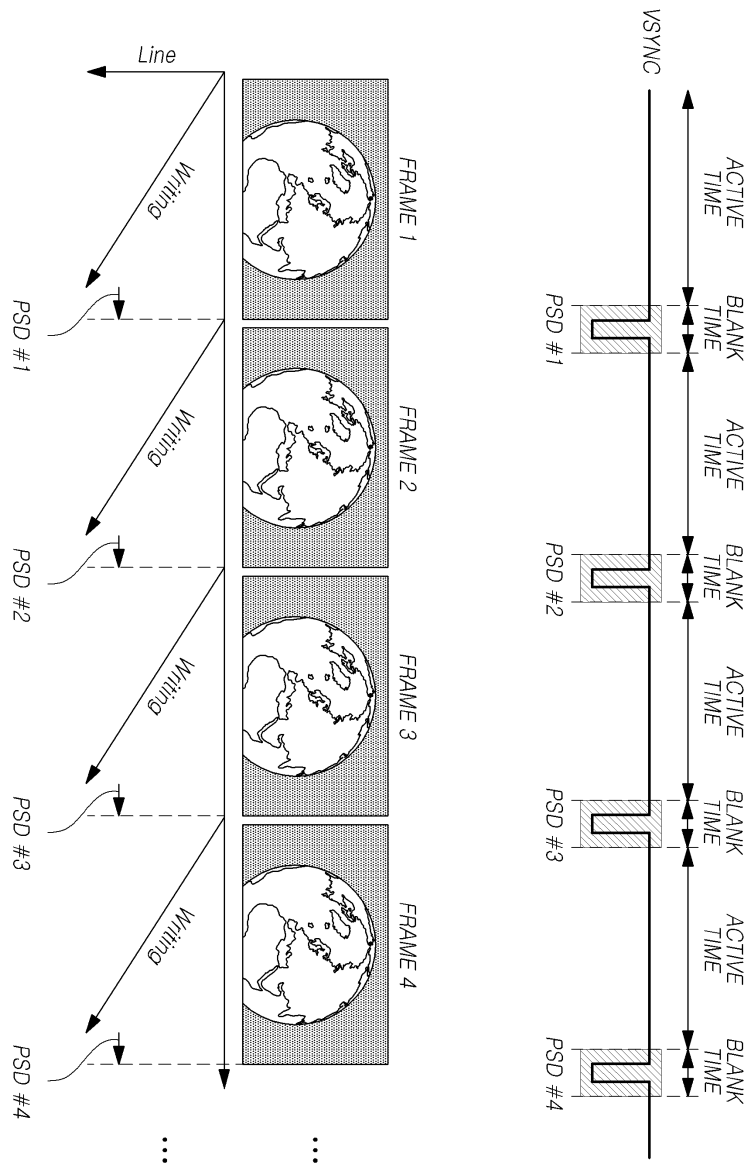 VSYNC
ACTIVE
TIME
BLANK
TIME
ACTIVE
TIME
BLANK
TIME
ACTIVE
TIME
BLANK
TIME
ACTIVE
TIME
BLANK
TIME
PSD #1
PSD #2
PSD #3
PSD #4
FRAME 1
FRAME 2
FRAME 3
FRAME 4
...
Line
Writing
Writing
Writing
Writing
...
PSD #1
PSD #2
PSD #3
PSD #4